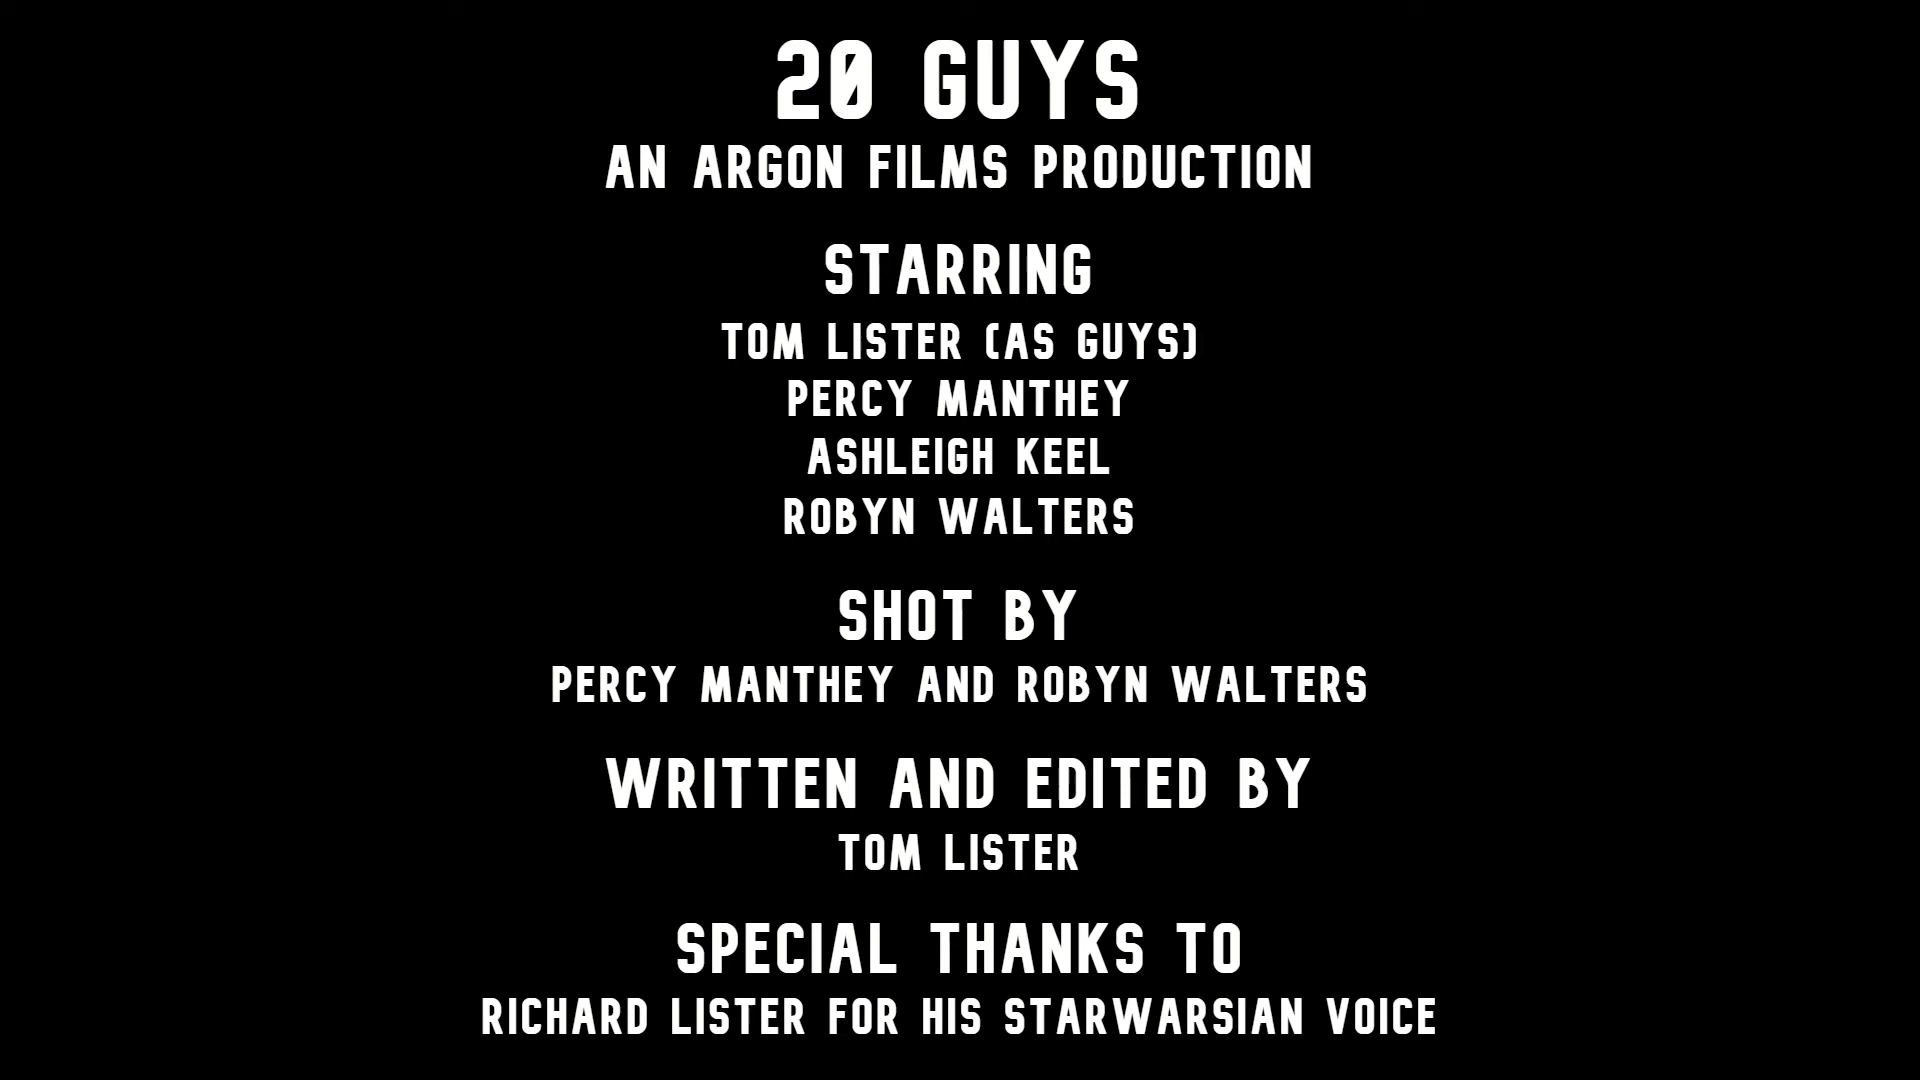 20 GUYS
AN ARGON FILMS PRODUCTION
STARRING
TOM LISTER (AS GUYS)
PERCY MANTHEY
ASHLEIGH KEEL
ROBYN WALTERS
SHOT BY
PERCY MANTHEY AND ROBYN WALTERS
WRITTEN AND EDITED BY
TOM LISTER
SPECIAL THANKS TO
RICHARD LISTER FOR HIS STARWARSIAN VOICE